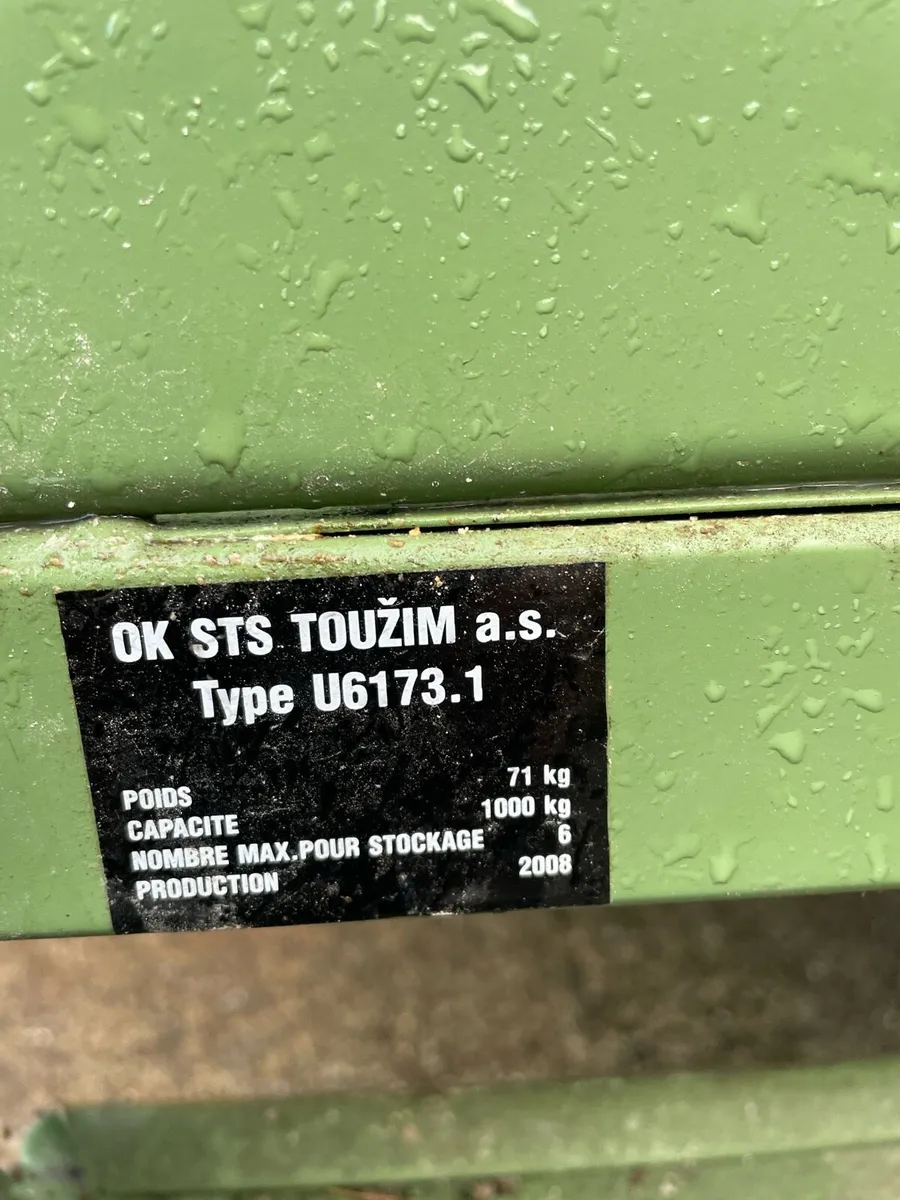 OK STS TOUŽIM a.s.
Type U6173.1
POIDS 71 kg
CAPACITE 1000 kg
NOMBRE MAX.POUR STOCKAGE 6
PRODUCTION 2008